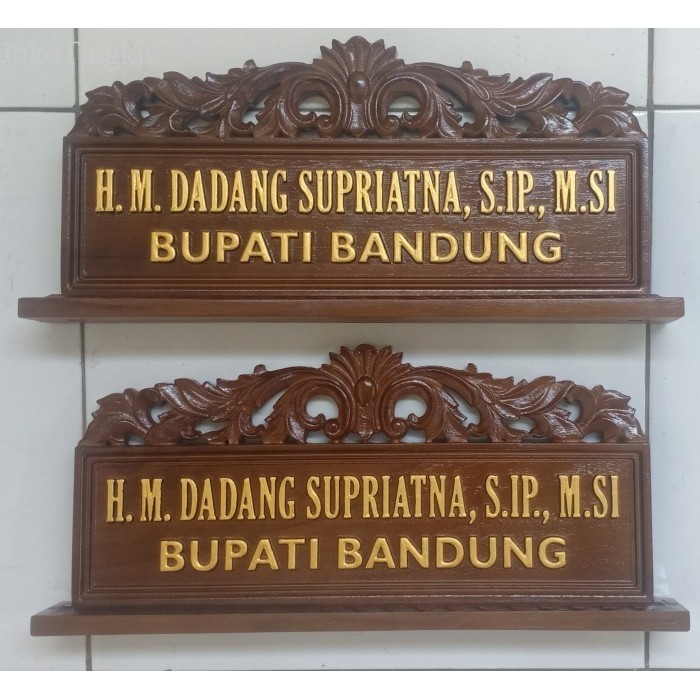 H. M. DADANG SUPRIATNA, S.IP., M.SI
BUPATI BANDUNG
H. M. DADANG SUPRIATNA, S.IP., M.SI
BUPATI BANDUNG